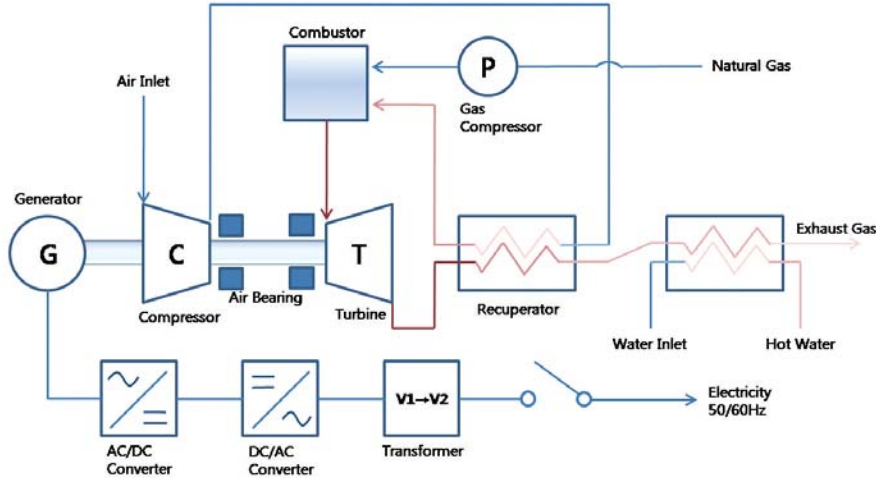 Combustor
P
Natural Gas
Air Inlet
Gas
Compressor
Generator
G
C
T
Exhaust Gas
Air Bearing
Compressor
Turbine
Recuperator
Water Inlet
Hot Water
V1→V2
Electricity
50/60Hz
AC/DC
Converter
DC/AC
Converter
Transformer